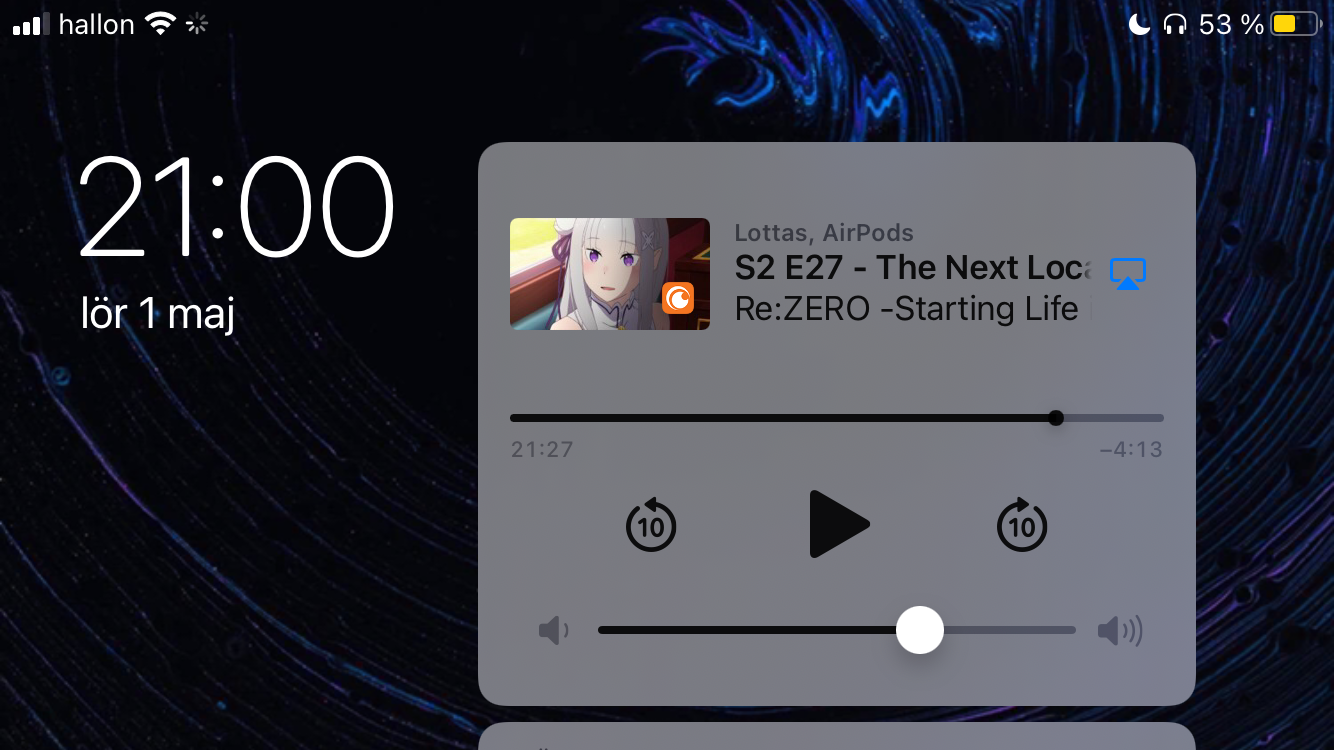 hallon
53 %
21:00
lör 1 maj
Lottas, AirPods
S2 E27 - The Next Loca
Re:ZERO -Starting Life
21:27
–4:13
10
10